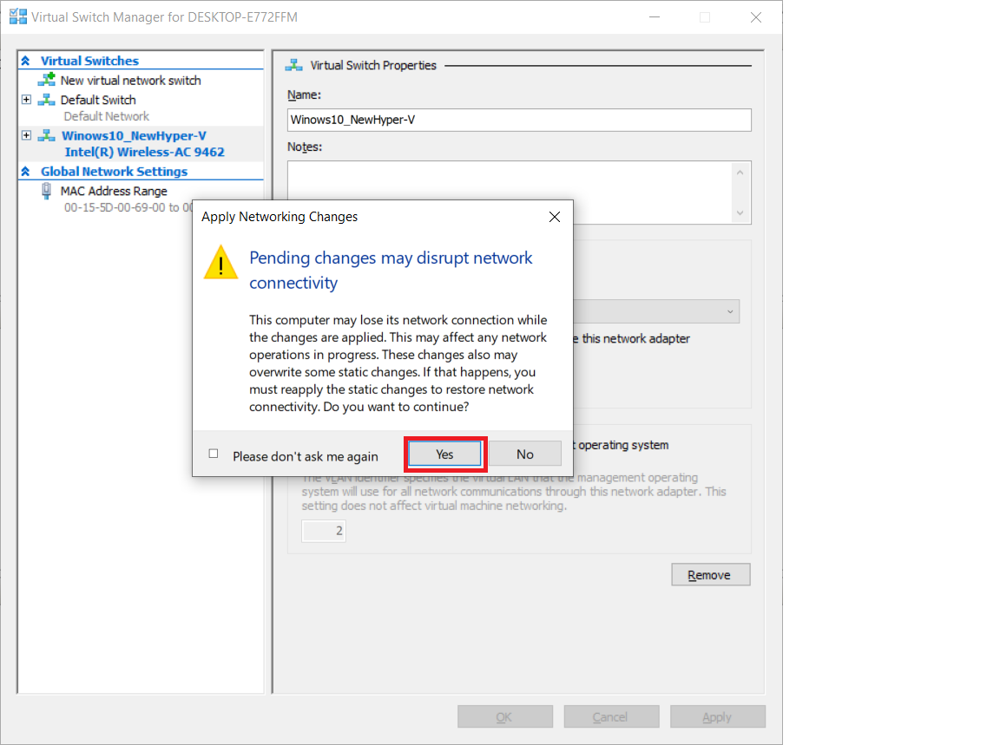 Virtual Switch Manager for DESKTOP-E772FFM
Virtual Switches
New virtual network switch
Default Switch
Default Network
Winows10_NewHyper-V
Intel(R) Wireless-AC 9462
Global Network Settings
MAC Address Range
00-15-5D-00-69-00 to
Virtual Switch Properties
Name:
Winows10_NewHyper-V
Notes:
Apply Networking Changes
Pending changes may disrupt network
connectivity
This computer may lose its network connection while
the changes are applied. This may affect any network
operations in progress. These changes also may
overwrite some static changes. If that happens, you
must reapply the static changes to restore network
connectivity. Do you want to continue?
Please don't ask me again
Yes
No
this network adapter
operating system
The VLAN identifier specifies the virtual LAN that the management operating
system will use for all network communications through this network adapter. This
setting does not affect virtual machine networking.
2
Remove
OK
Cancel
Apply